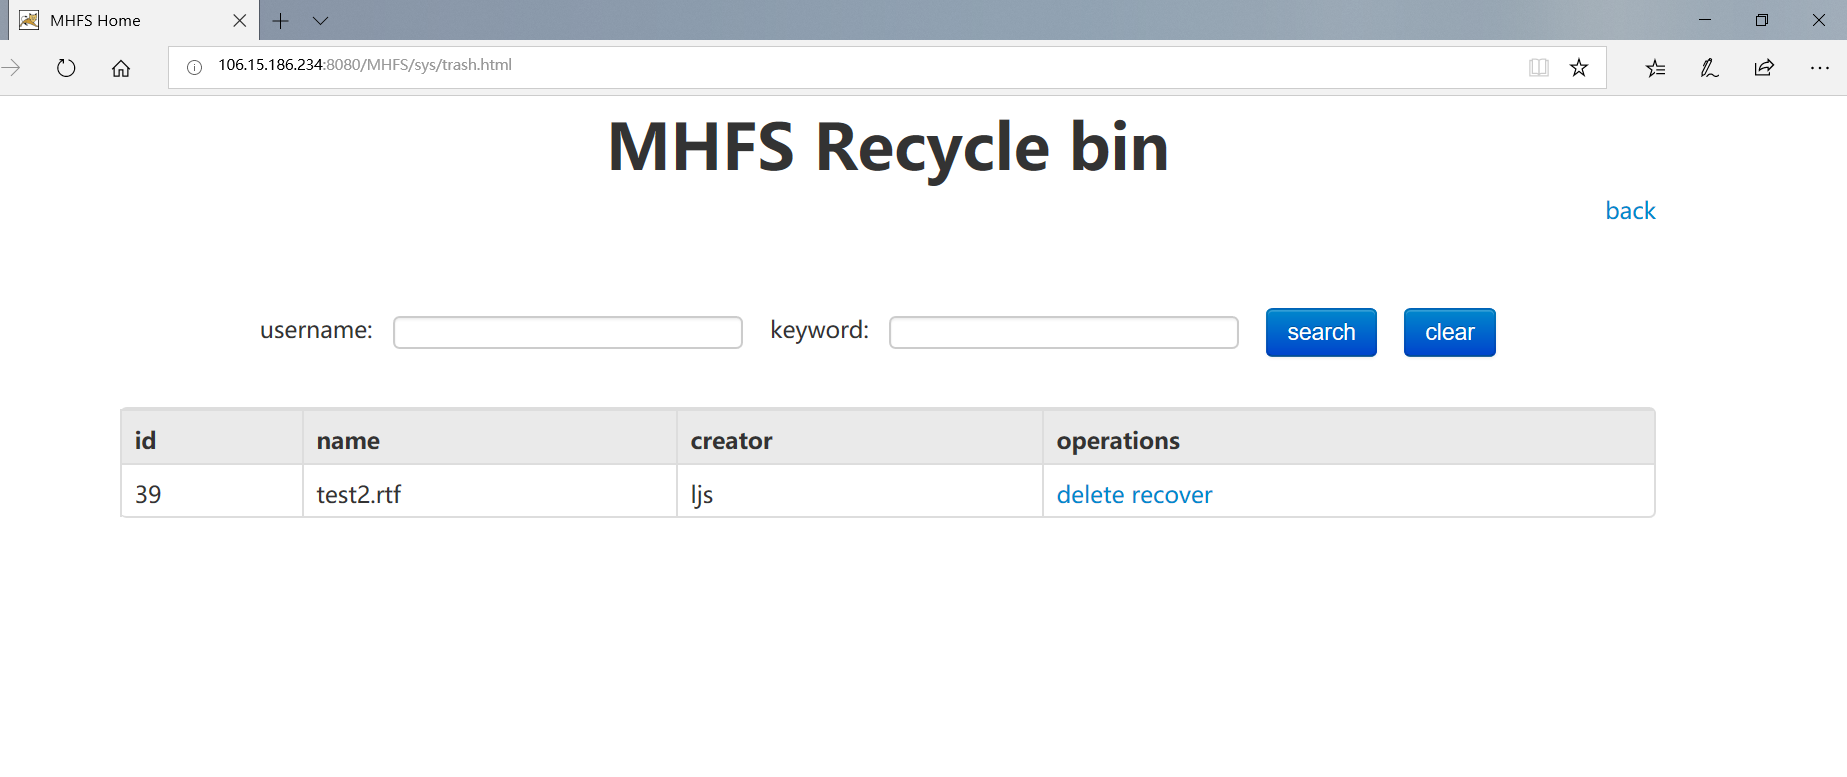 MHFS Home
106.15.186.234:8080/MHFS/sys/trash.html
MHFS Recycle bin
back
username: keyword: search clear
id name creator operations
39 test2.rtf ljs delete recover